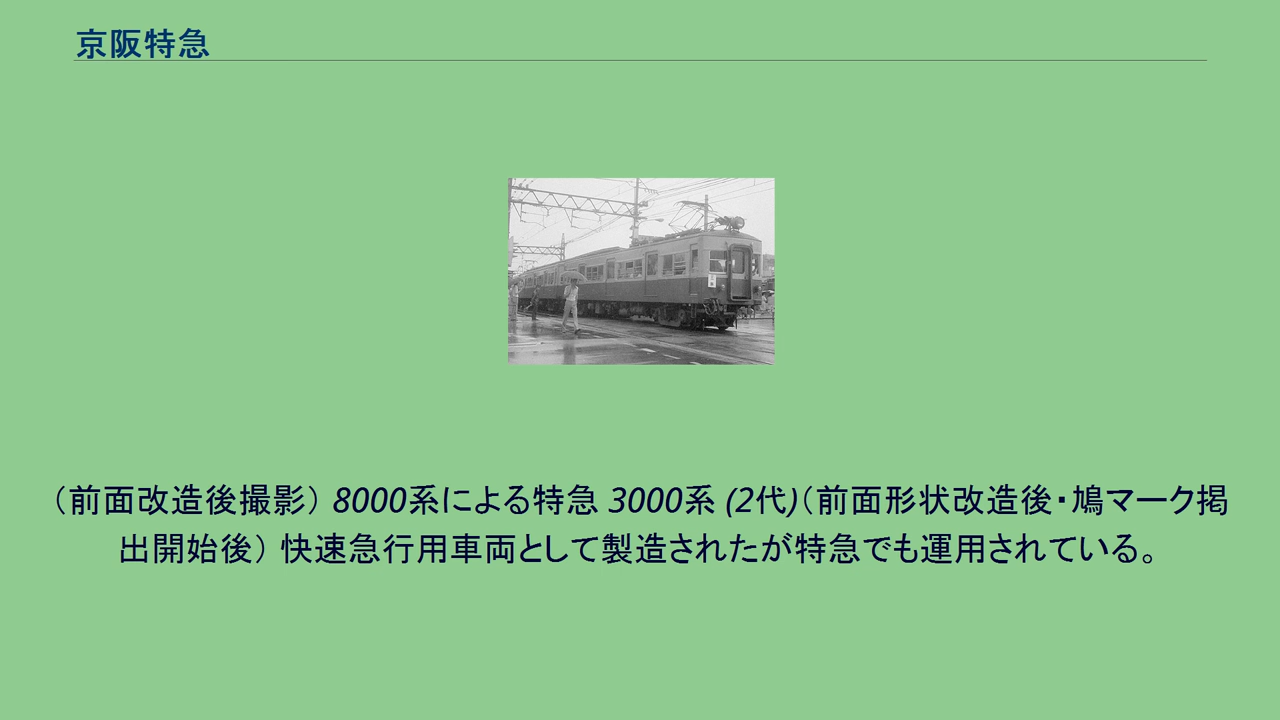 京阪特急
（前面改造後撮影） 8000系による特急 3000系 (2代)（前面形状改造後・鳩マーク掲
出開始後） 快速急行用車両として製造されたが特急でも運用されている。